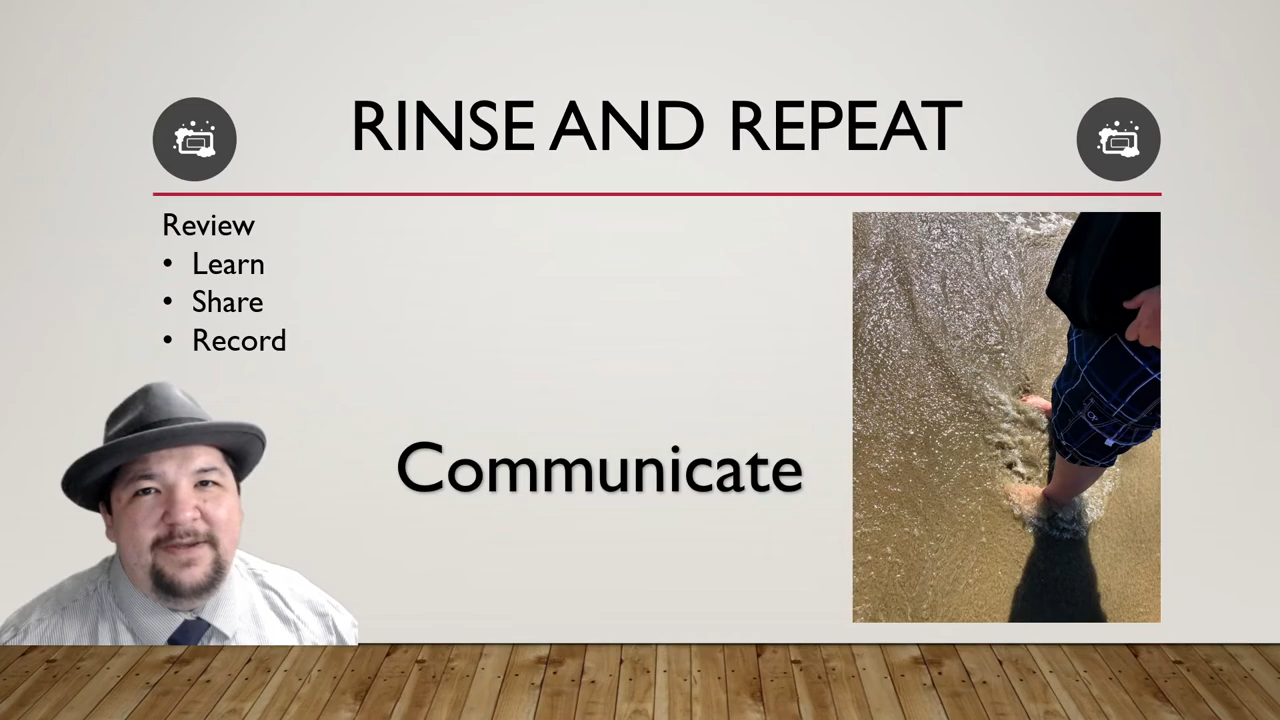 RINSE AND REPEAT
Review
• Learn
• Share
• Record
Communicate